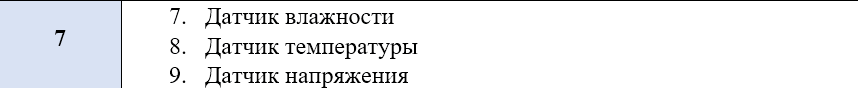 7
7. Датчик влажности
8. Датчик температуры
9. Датчик напряжения